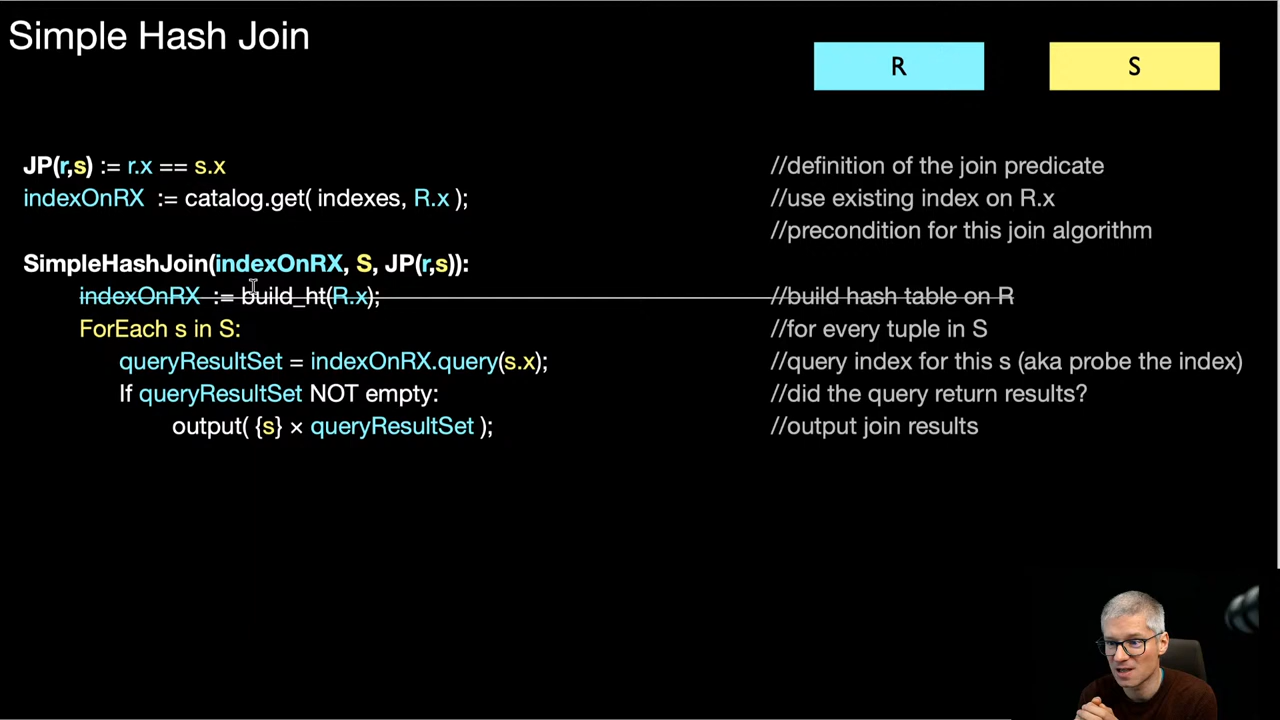 Simple Hash Join
R
S
JP(r,s) := r.x == s.x //definition of the join predicate
indexOnRX := catalog.get( indexes, R.x ); //use existing index on R.x
//precondition for this join algorithm
SimpleHashJoin(indexOnRX, S, JP(r,s)):
indexOnRX := build_ht(R.x); //build hash table on R
ForEach s in S: //for every tuple in S
queryResultSet = indexOnRX.query(s.x); //query index for this s (aka probe the index)
If queryResultSet NOT empty: //did the query return results?
output( {s} × queryResultSet ); //output join results